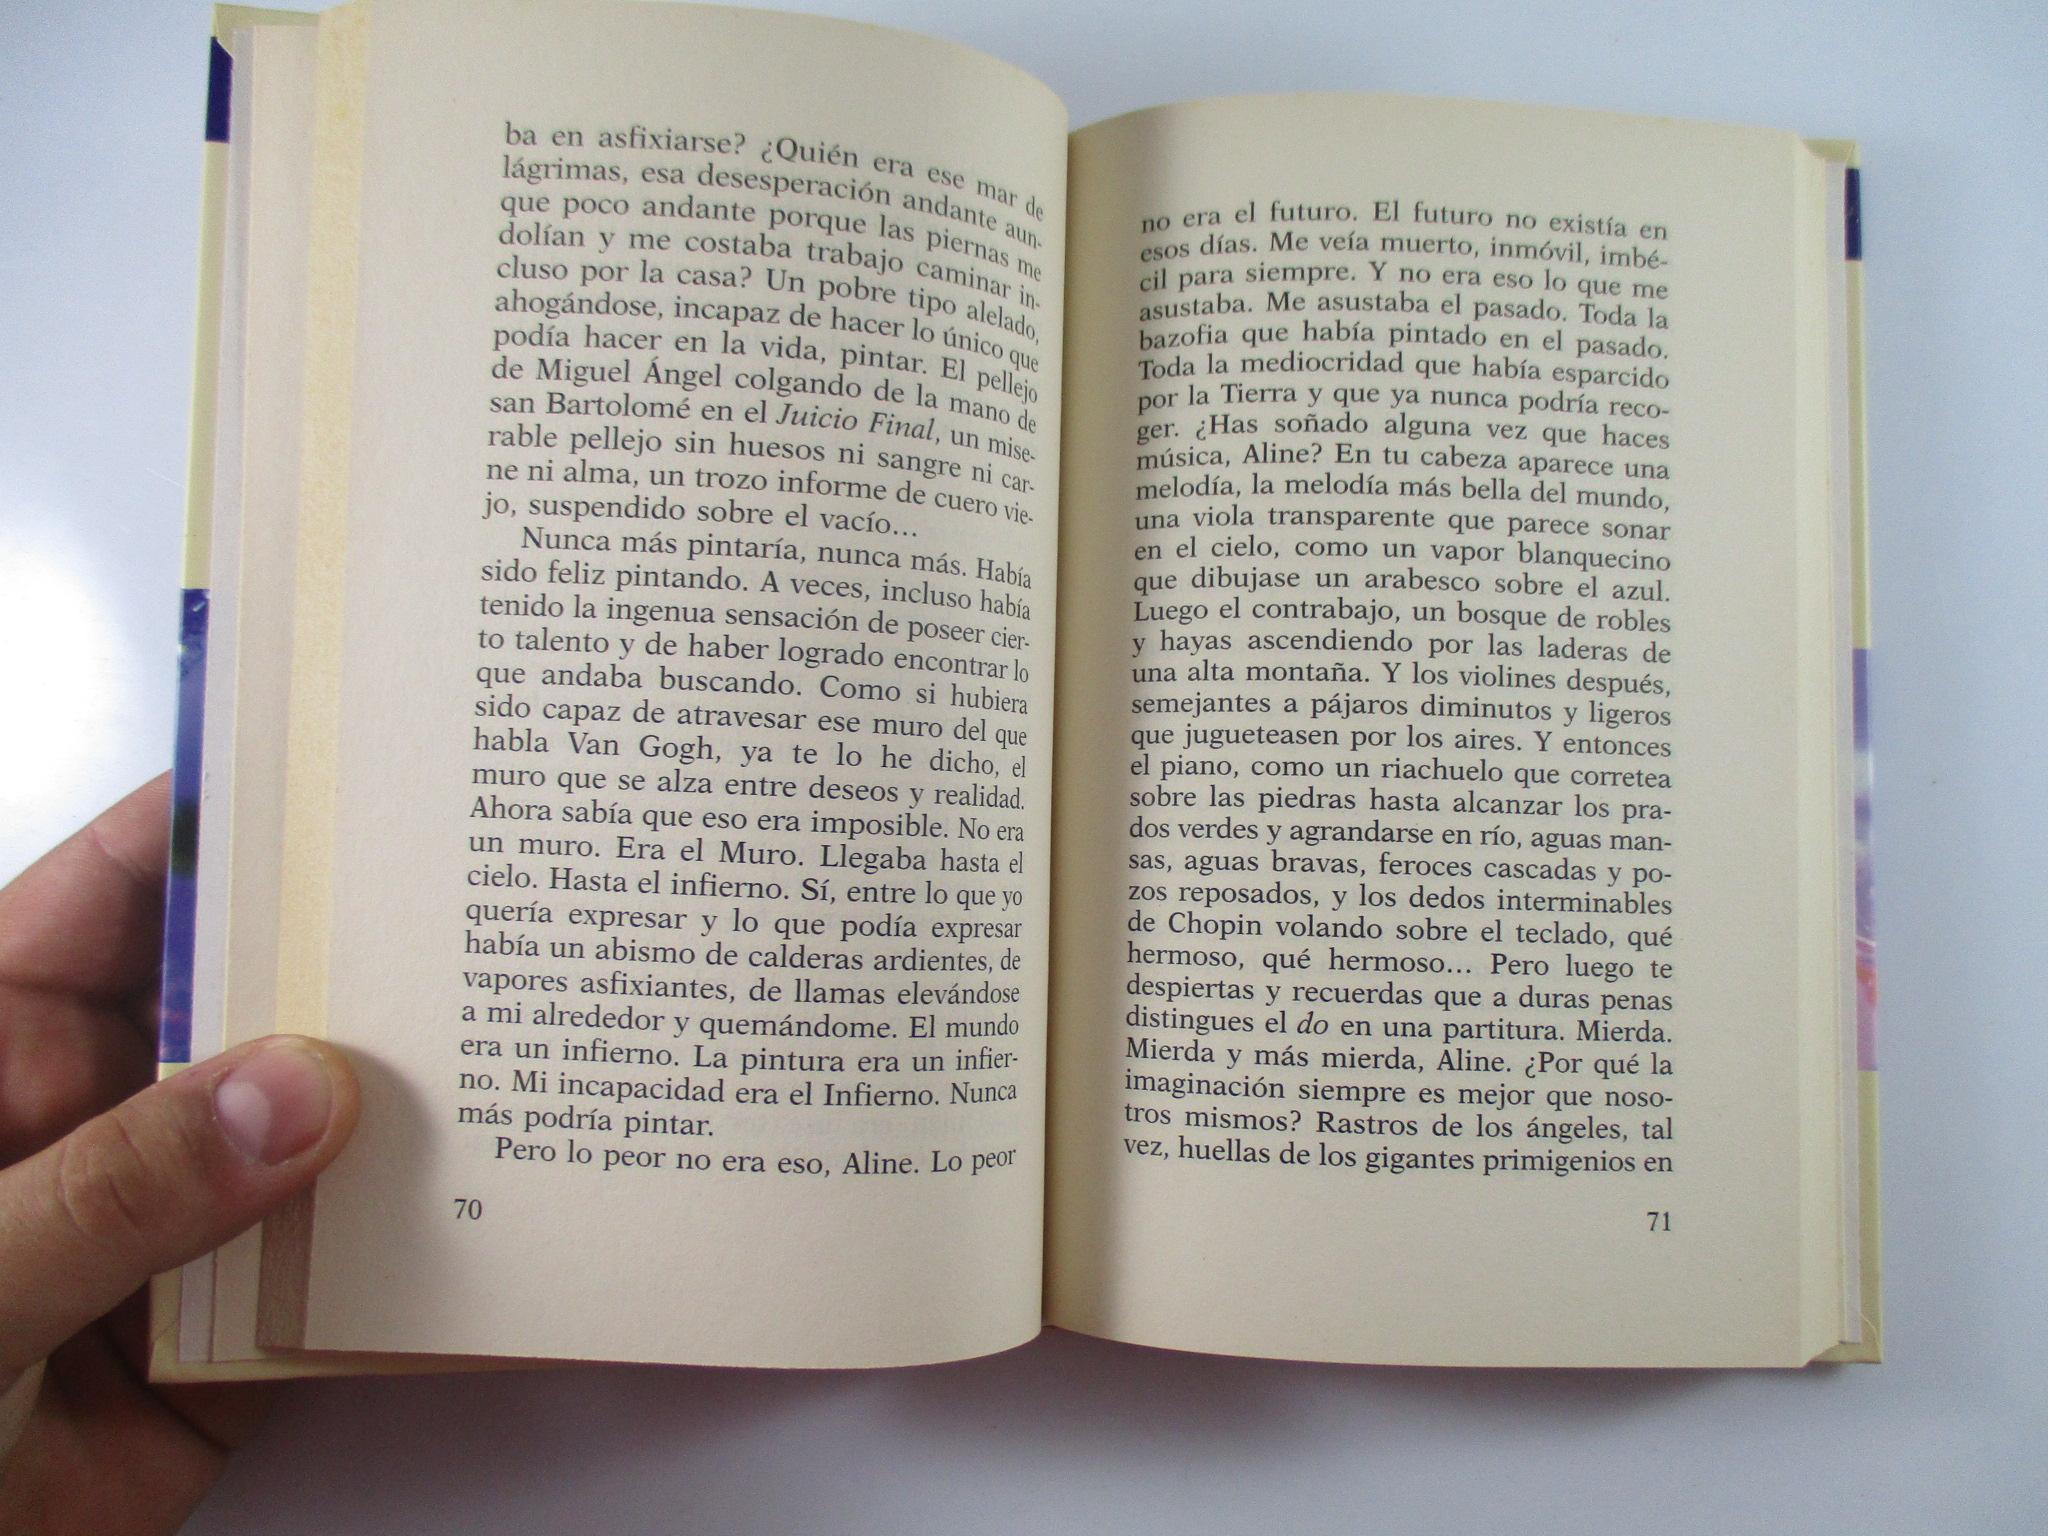 ba en asfixiarse? ¿Quién era ese mar de
lágrimas, esa desesperación andante aun-
que poco andante porque las piernas me
dolían y me costaba trabajo caminar in-
cluso por la casa? Un pobre tipo alelado,
ahogándose, incapaz de hacer lo único que
podía hacer en la vida, pintar. El pellejo
de Miguel Ángel colgando de la mano de
san Bartolomé en el Juicio Final, un mise-
rable pellejo sin huesos ni sangre ni car-
ne ni alma, un trozo informe de cuero vie-
jo, suspendido sobre el vacío...
Nunca más pintaría, nunca más. Había
sido feliz pintando. A veces, incluso había
tenido la ingenua sensación de poseer cier-
to talento y de haber logrado encontrar lo
que andaba buscando. Como si hubiera
sido capaz de atravesar ese muro del que
habla Van Gogh, ya te lo he dicho, el
muro que se alza entre deseos y realidad.
Ahora sabía que eso era imposible. No era
un muro. Era el Muro. Llegaba hasta el
cielo. Hasta el infierno. Sí, entre lo que yo
quería expresar y lo que podía expresar
había un abismo de calderas ardientes, de
vapores asfixiantes, de llamas elevándose
a mi alrededor y quemándome. El mundo
era un infierno. La pintura era un infier-
no. Mi incapacidad era el Infierno. Nunca
más podría pintar.
Pero lo peor no era eso, Aline. Lo peor
70
no era el futuro. El futuro no existía en
esos días. Me veía muerto, inmóvil, imbé-
cil para siempre. Y no era eso lo que me
asustaba. Me asustaba el pasado. Toda la
bazofia que había pintado en el pasado.
Toda la mediocridad que había esparcido
por la Tierra y que ya nunca podría reco-
ger. ¿Has soñado alguna vez que haces
música, Aline? En tu cabeza aparece una
melodía, la melodía más bella del mundo,
una viola transparente que parece sonar
en el cielo, como un vapor blanquecino
que dibujase un arabesco sobre el azul.
Luego el contrabajo, un bosque de robles
y hayas ascendiendo por las laderas de
una alta montaña. Y los violines después,
semejantes a pájaros diminutos y ligeros
que jugueteasen por los aires. Y entonces
el piano, como un riachuelo que corretea
sobre las piedras hasta alcanzar los pra-
dos verdes y agrandarse en río, aguas man-
sas, aguas bravas, feroces cascadas y po-
zos reposados, y los dedos interminables
de Chopin volando sobre el teclado, qué
hermoso, qué hermoso... Pero luego te
despiertas y recuerdas que a duras penas
distingues el do en una partitura. Mierda.
Mierda y más mierda, Aline. ¿Por qué la
imaginación siempre es mejor que noso-
tros mismos? Rastros de los ángeles, tal
vez, huellas de los gigantes primigenios en
71